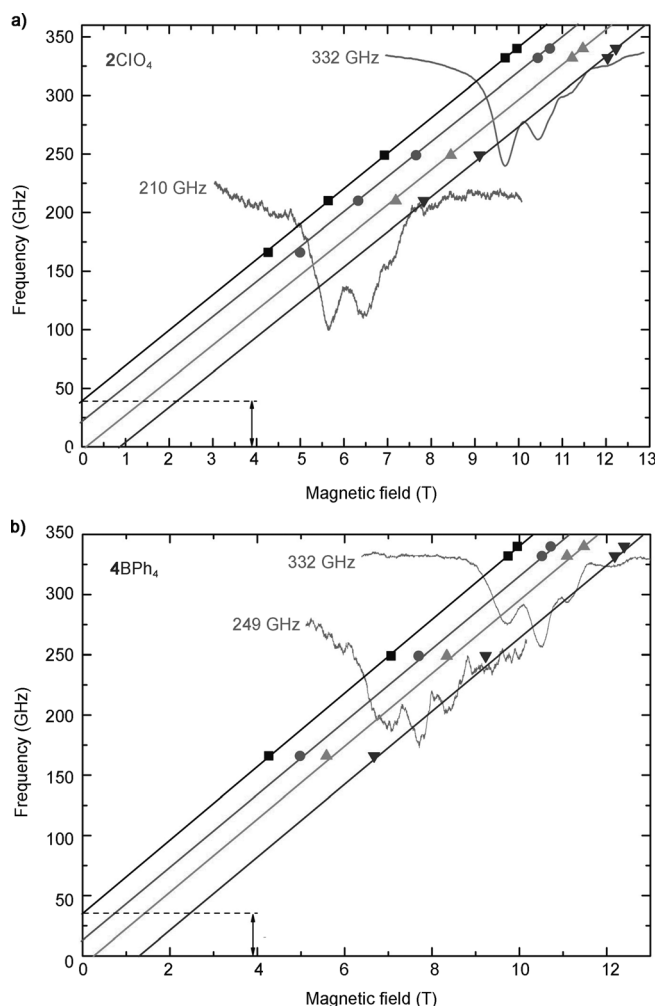 a)
350
300
250
200
150
100
50
0
Frequency (GHz)
2ClO₄
332 GHz
210 GHz
0 1 2 3 4 5 6 7 8 9 10 11 12 13
Magnetic field (T)
b)
350
300
250
200
150
100
50
0
Frequency (GHz)
4BPh₄
332 GHz
249 GHz
0 2 4 6 8 10 12
Magnetic field (T)